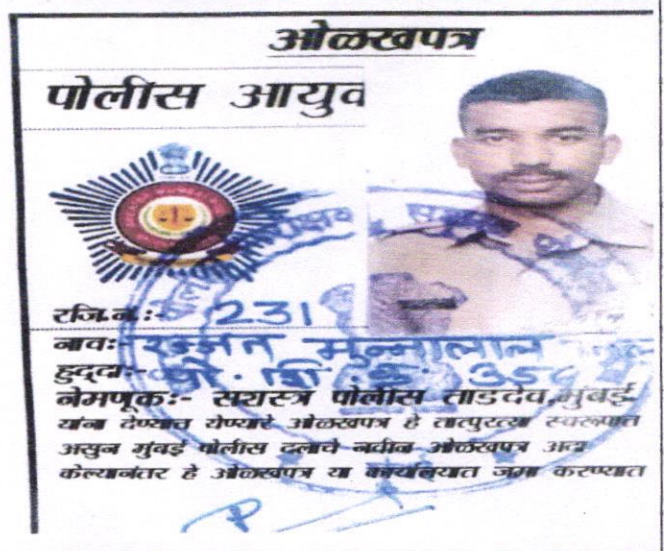 ओळखपत्र
पोलीस आयुव
रजि.नं.:- 231
नाव:- मुन्नालाल
हुद्दा:-
नेमणूक:- सशस्त्र पोलीस ताडदेव,मुंबई.
यांना देण्यात येणारे ओळखपत्र हे तात्पुरत्या स्वरूपात
असुन मुंबई पोलीस दलाचे नवीन ओळखपत्र अदा
केल्यानंतर हे ओळखपत्र या कार्यालयात जमा करण्यात